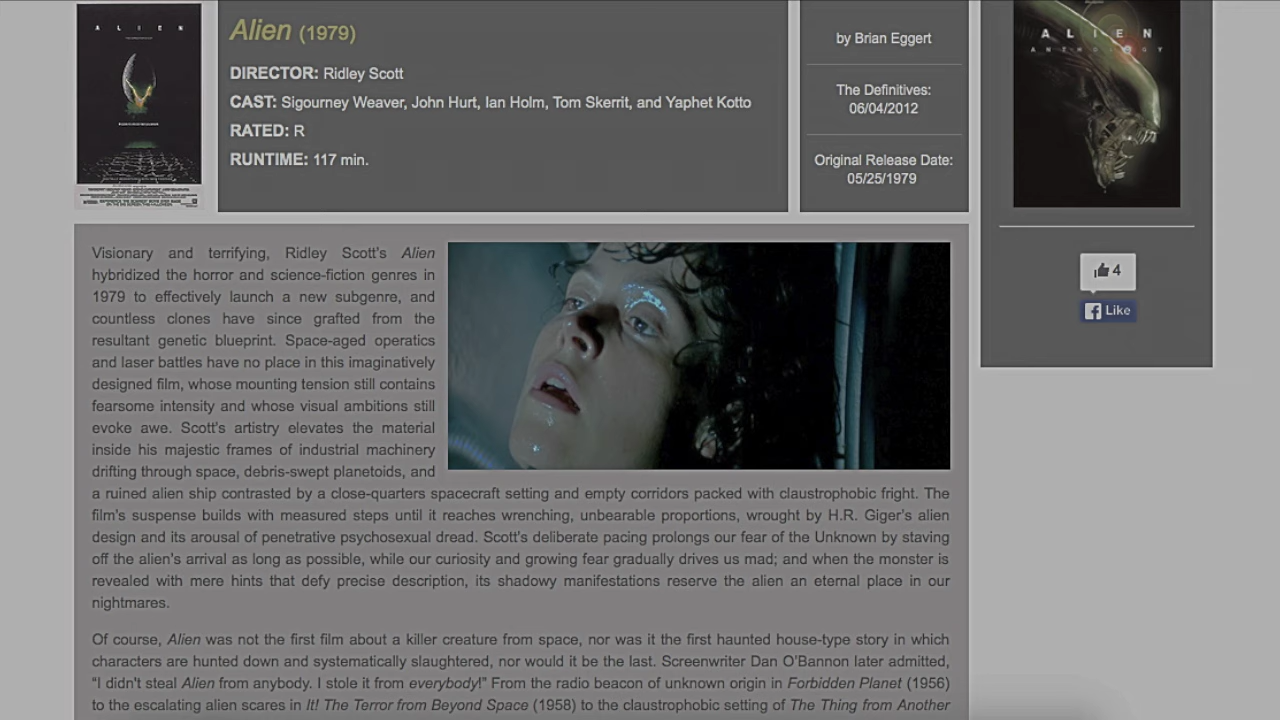 A L I E N
Alien (1979)
DIRECTOR: Ridley Scott
CAST: Sigourney Weaver, John Hurt, Ian Holm, Tom Skerrit, and Yaphet Kotto
RATED: R
RUNTIME: 117 min.
by Brian Eggert
The Definitives:
06/04/2012
Original Release Date:
05/25/1979
A L I E N
A N T H O L O G Y
4
Like
Visionary and terrifying, Ridley Scott's Alien
hybridized the horror and science-fiction genres in
1979 to effectively launch a new subgenre, and
countless clones have since grafted from the
resultant genetic blueprint. Space-aged operatics
and laser battles have no place in this imaginatively
designed film, whose mounting tension still contains
fearsome intensity and whose visual ambitions still
evoke awe. Scott's artistry elevates the material
inside his majestic frames of industrial machinery
drifting through space, debris-swept planetoids, and
a ruined alien ship contrasted by a close-quarters spacecraft setting and empty corridors packed with claustrophobic fright. The
film's suspense builds with measured steps until it reaches wrenching, unbearable proportions, wrought by H.R. Giger's alien
design and its arousal of penetrative psychosexual dread. Scott's deliberate pacing prolongs our fear of the Unknown by staving
off the alien's arrival as long as possible, while our curiosity and growing fear gradually drives us mad; and when the monster is
revealed with mere hints that defy precise description, its shadowy manifestations reserve the alien an eternal place in our
nightmares.
Of course, Alien was not the first film about a killer creature from space, nor was it the first haunted house-type story in which
characters are hunted down and systematically slaughtered, nor would it be the last. Screenwriter Dan O'Bannon later admitted,
"I didn't steal Alien from anybody. I stole it from everybody!" From the radio beacon of unknown origin in Forbidden Planet (1956)
to the escalating alien scares in It! The Terror from Beyond Space (1958) to the claustrophobic setting of The Thing from Another